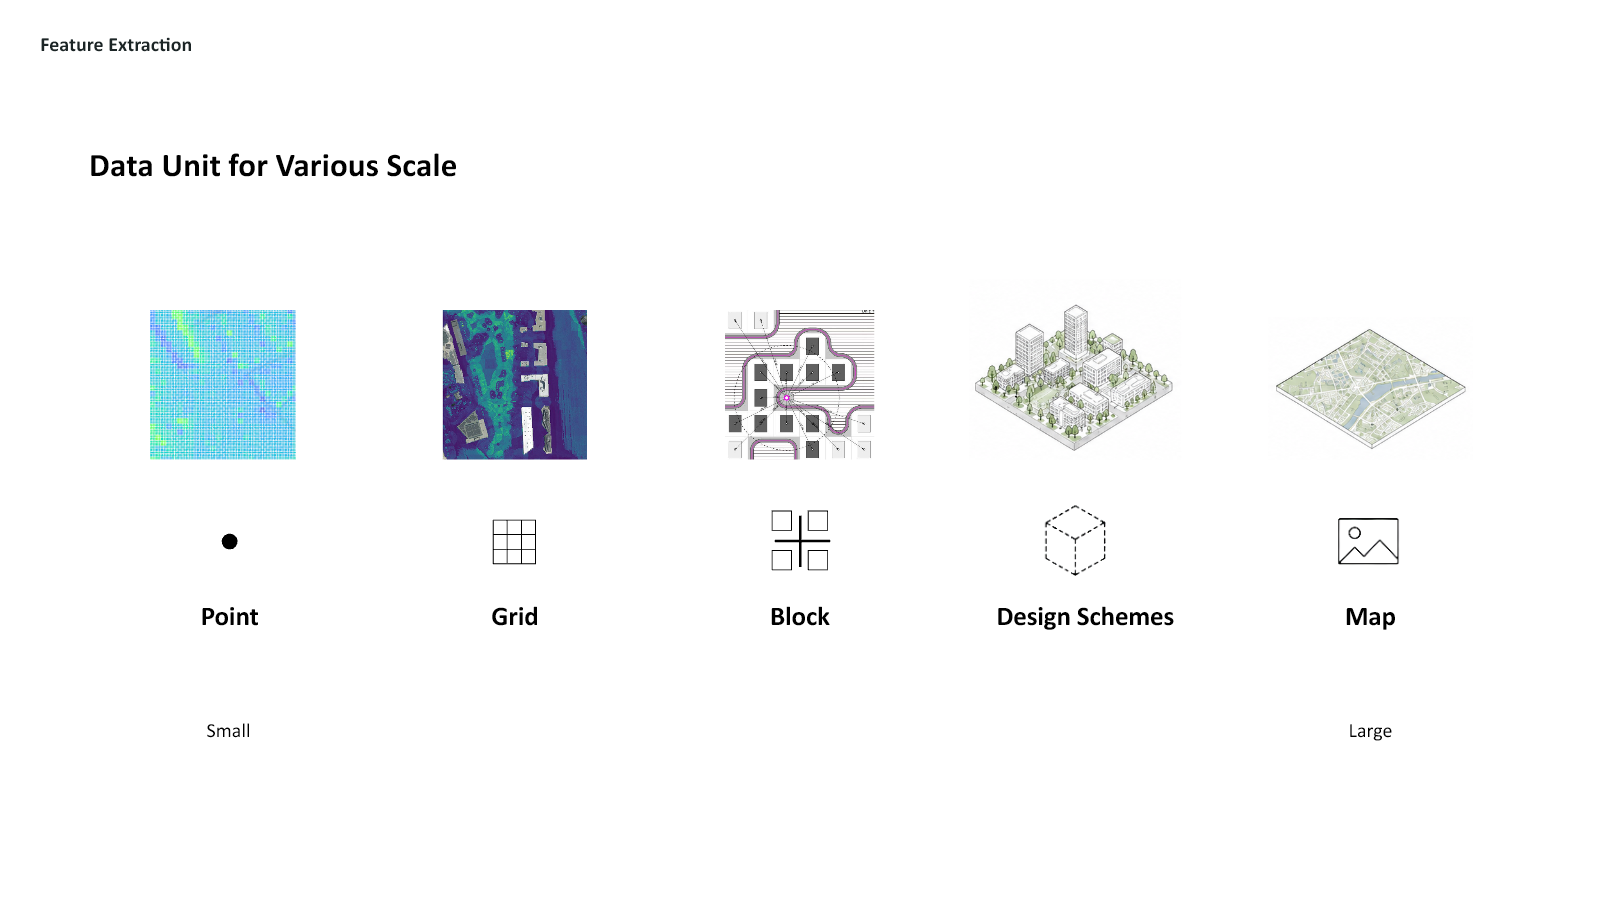 Feature Extraction
Data Unit for Various Scale
Point
Grid
Block
Design Schemes
Map
Small
Large